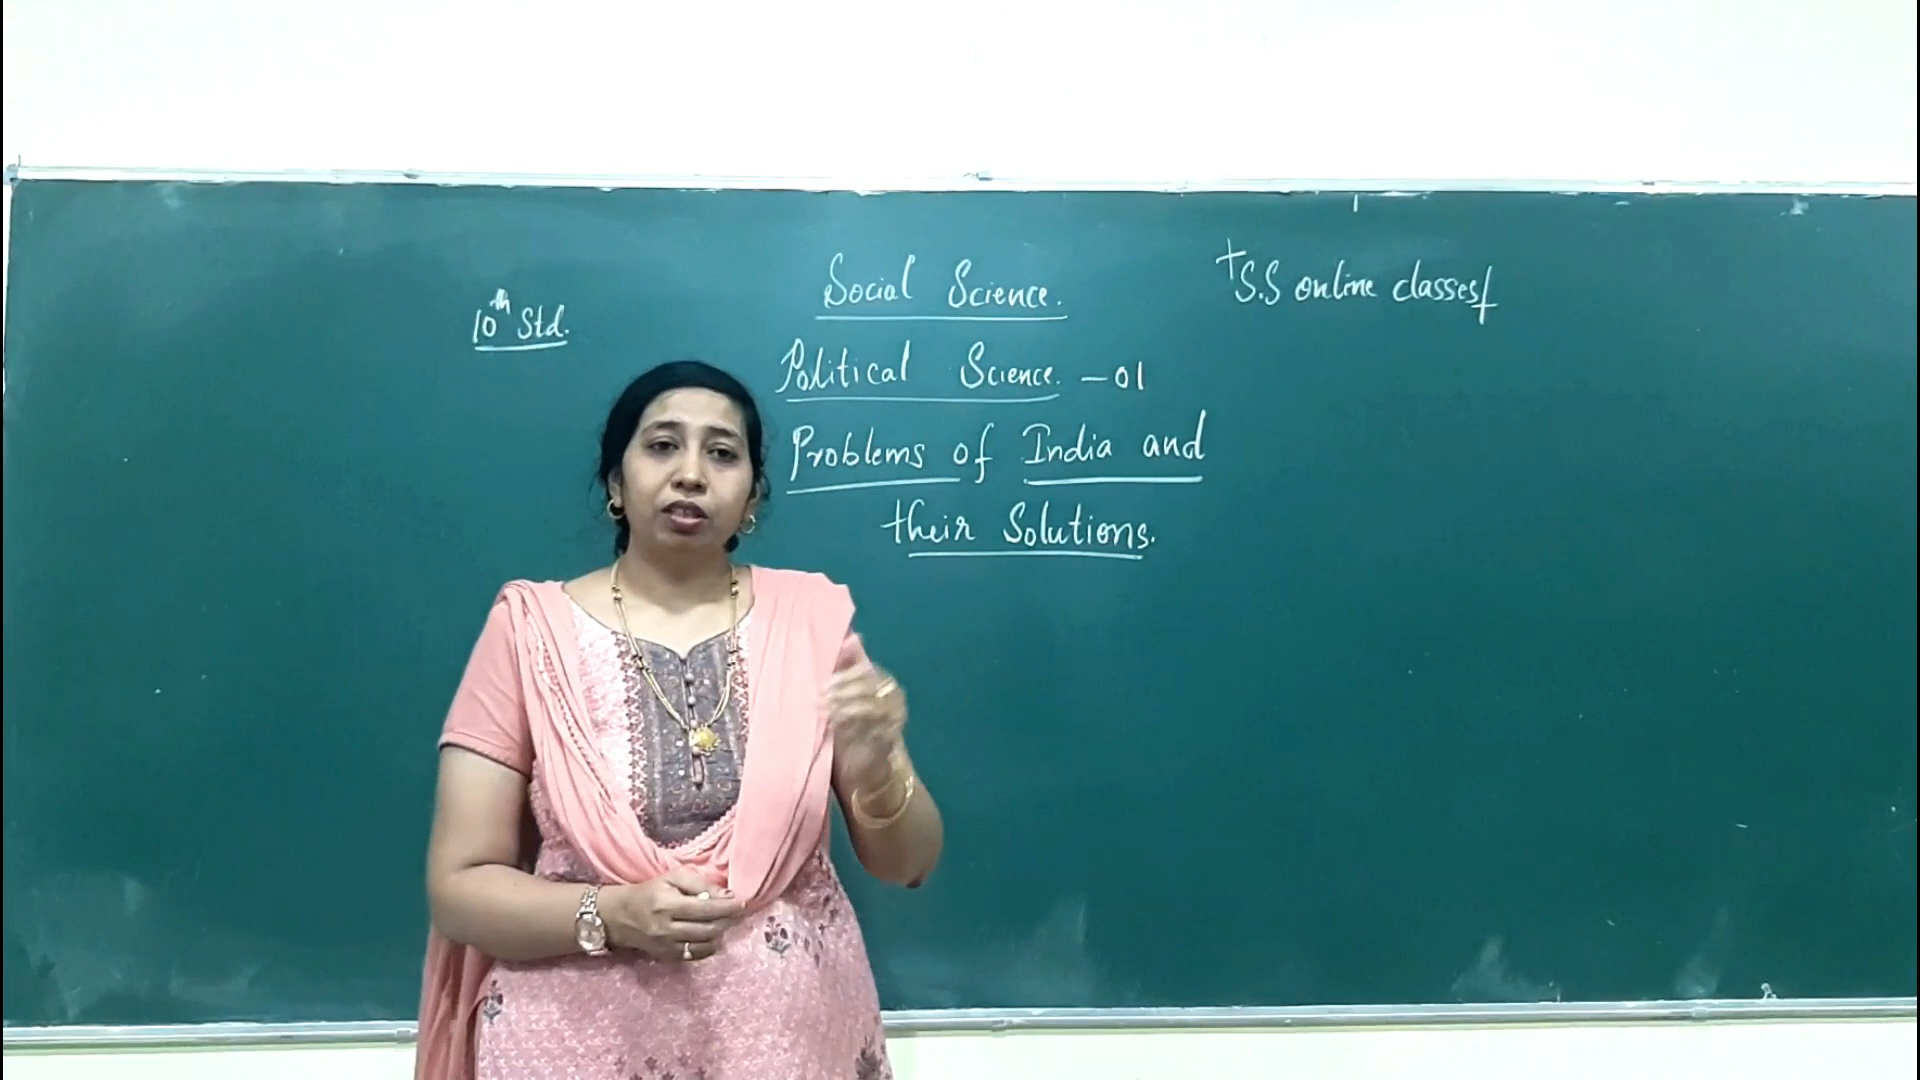 Social Science.
†S.S online classes†
10th Std.
Political Science. - 01
Problems of India and
their Solutions.